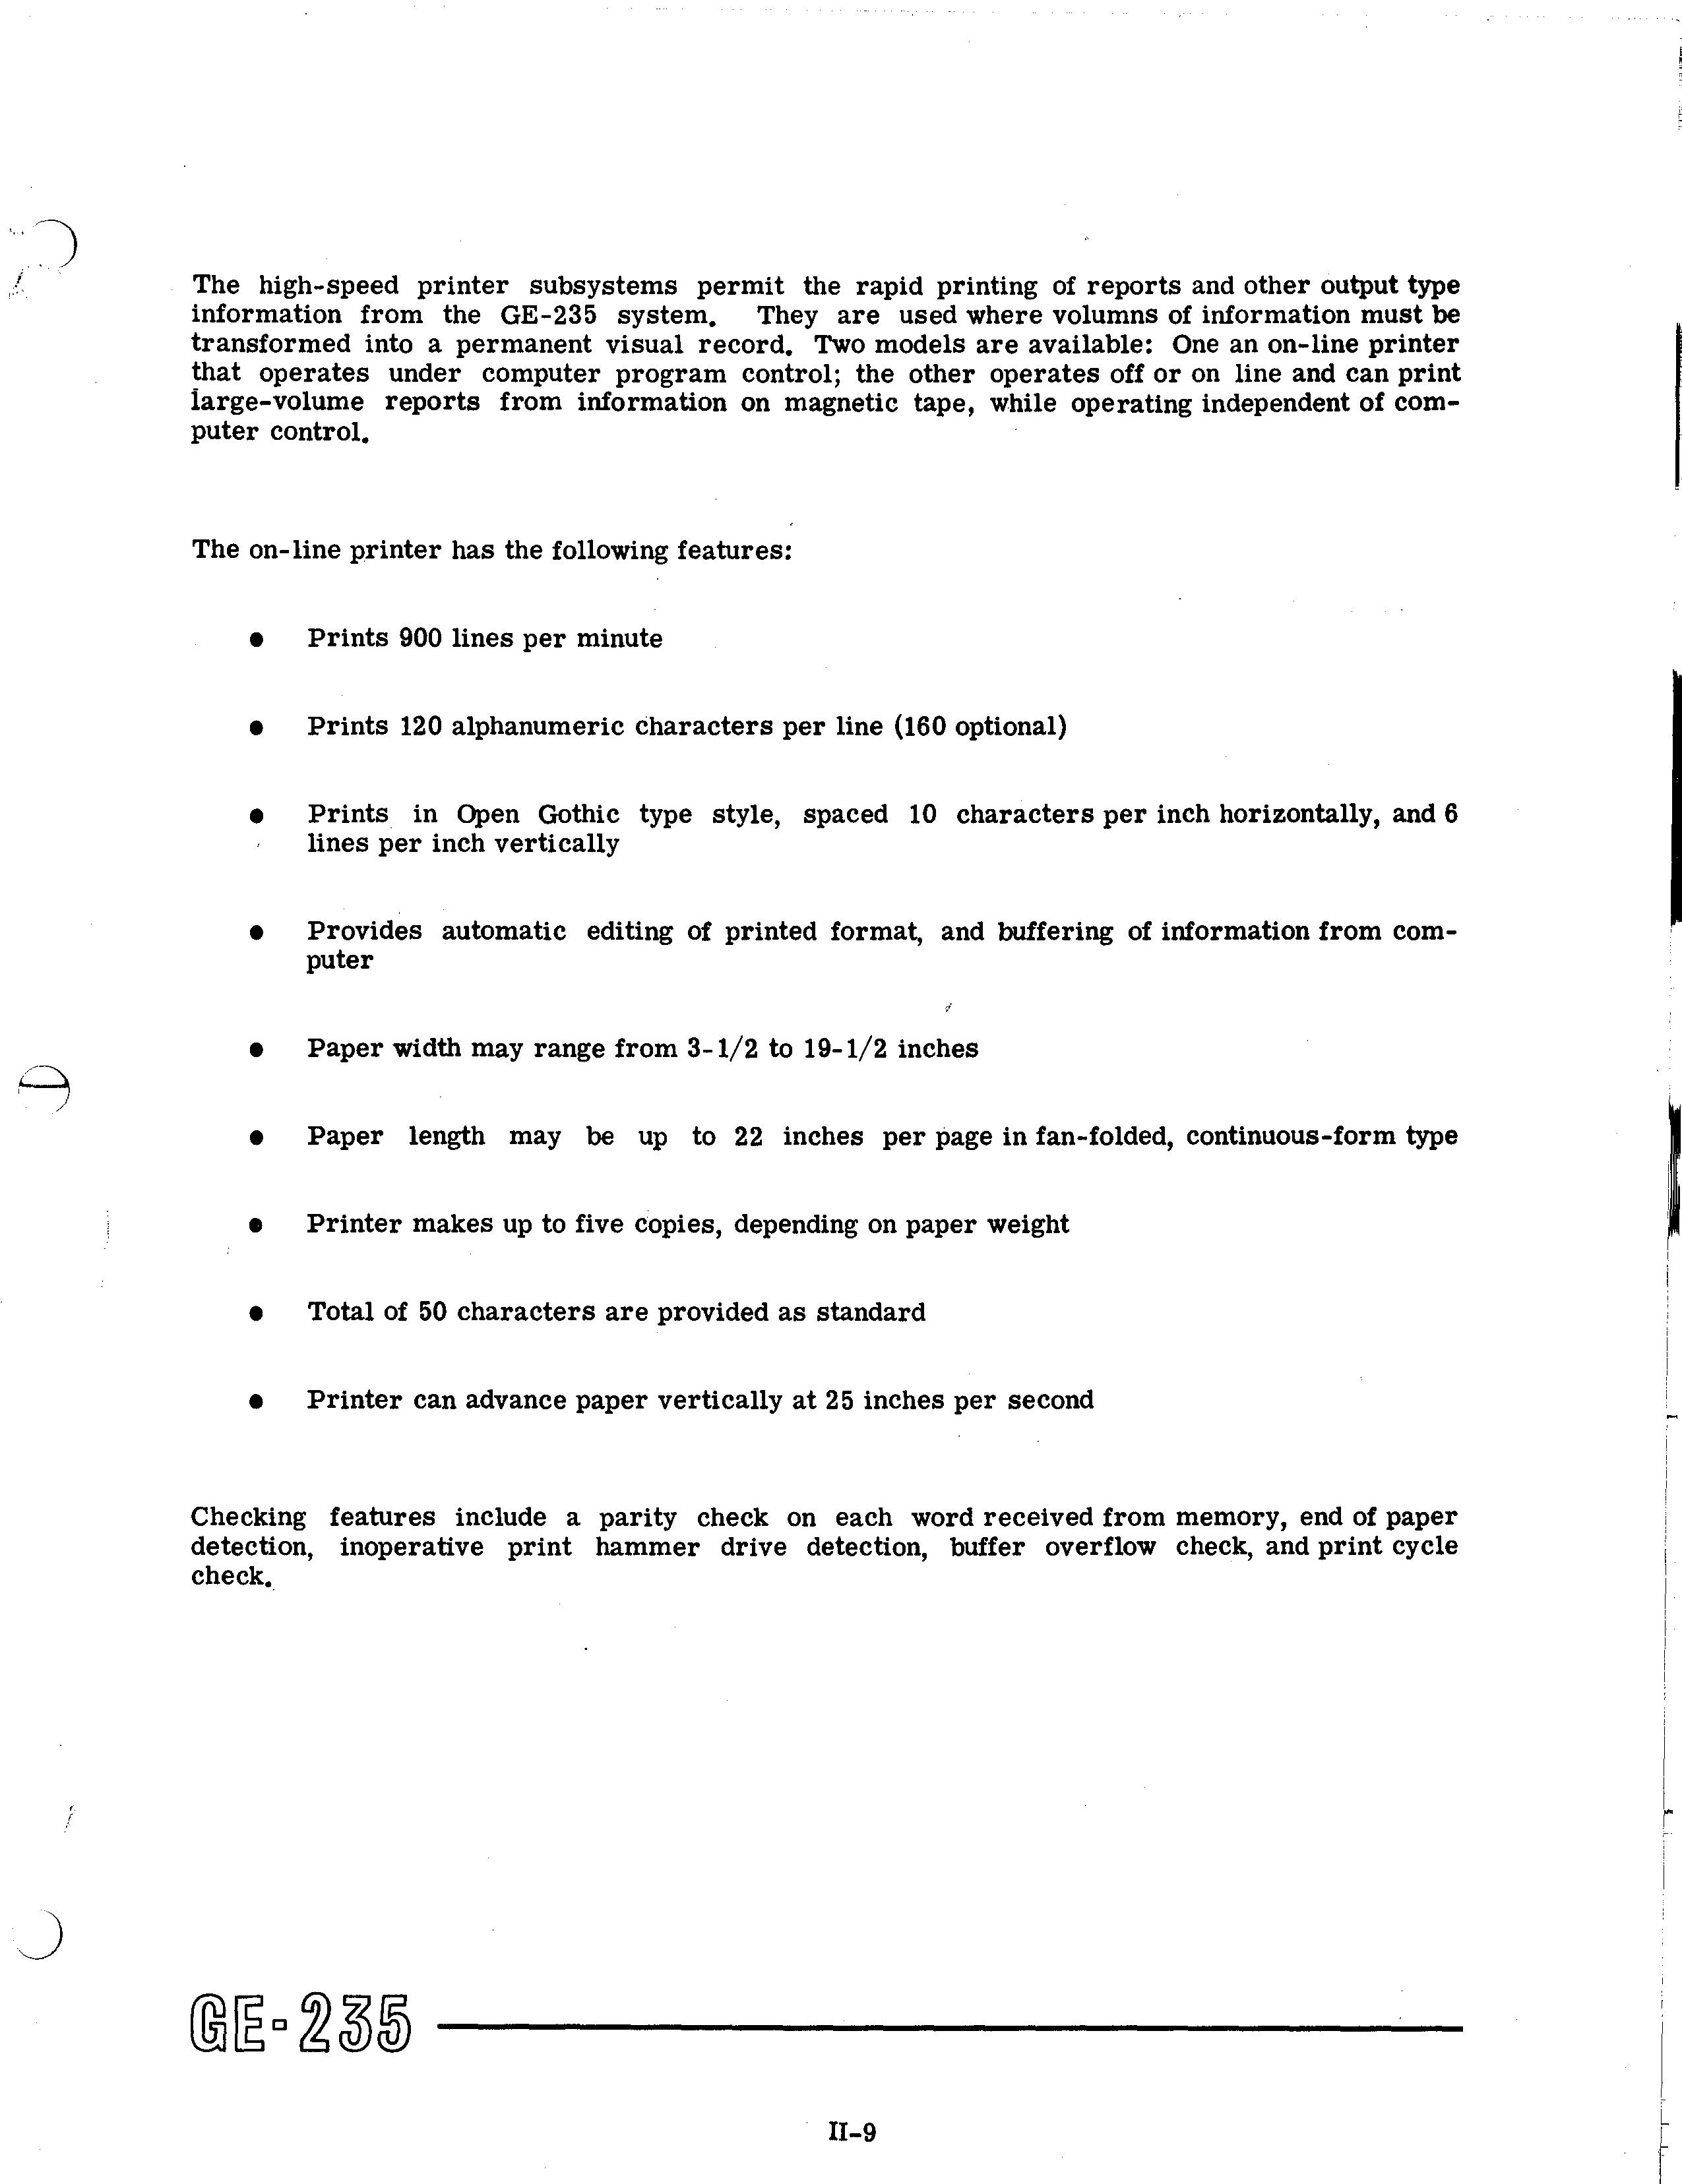 The high-speed printer subsystems permit the rapid printing of reports and other output type
information from the GE-235 system. They are used where volumns of information must be
transformed into a permanent visual record. Two models are available: One an on-line printer
that operates under computer program control; the other operates off or on line and can print
large-volume reports from information on magnetic tape, while operating independent of com-
puter control.
The on-line printer has the following features:
● Prints 900 lines per minute
● Prints 120 alphanumeric characters per line (160 optional)
● Prints in Open Gothic type style, spaced 10 characters per inch horizontally, and 6
lines per inch vertically
● Provides automatic editing of printed format, and buffering of information from com-
puter
● Paper width may range from 3-1/2 to 19-1/2 inches
● Paper length may be up to 22 inches per page in fan-folded, continuous-form type
● Printer makes up to five copies, depending on paper weight
● Total of 50 characters are provided as standard
● Printer can advance paper vertically at 25 inches per second
Checking features include a parity check on each word received from memory, end of paper
detection, inoperative print hammer drive detection, buffer overflow check, and print cycle
check.
GE-235
II-9